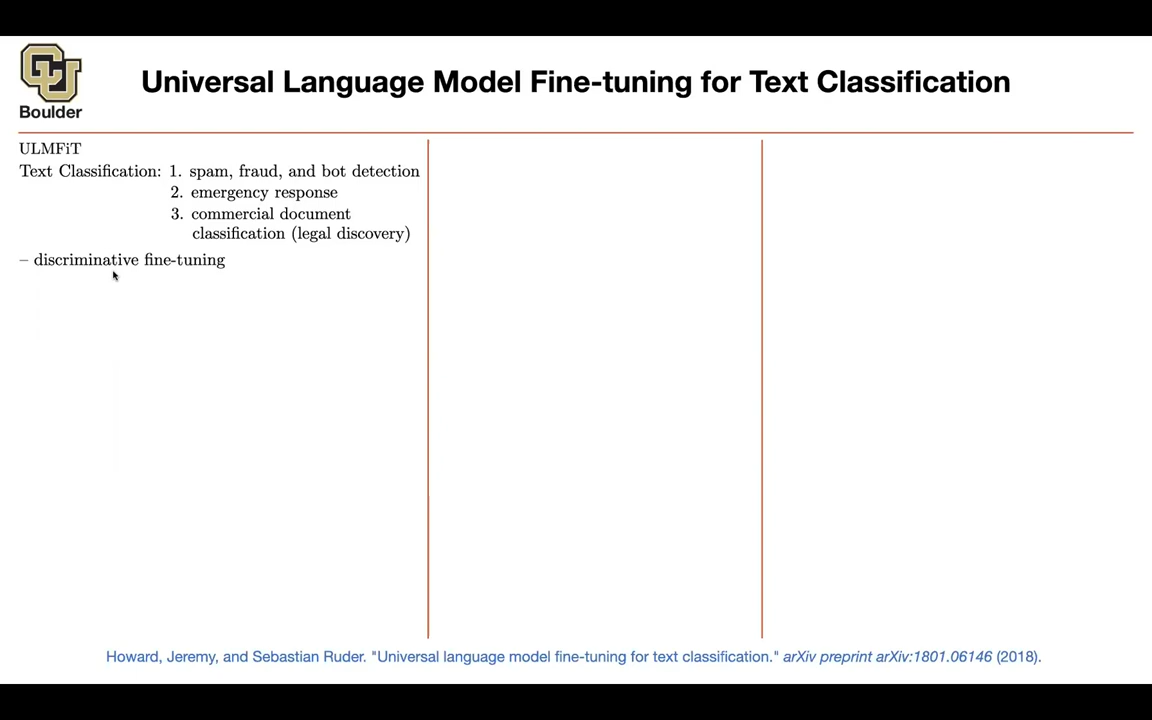 CU
Boulder
Universal Language Model Fine-tuning for Text Classification
ULMFiT
Text Classification: 1. spam, fraud, and bot detection
2. emergency response
3. commercial document
classification (legal discovery)
– discriminative fine-tuning
Howard, Jeremy, and Sebastian Ruder. "Universal language model fine-tuning for text classification." arXiv preprint arXiv:1801.06146 (2018).